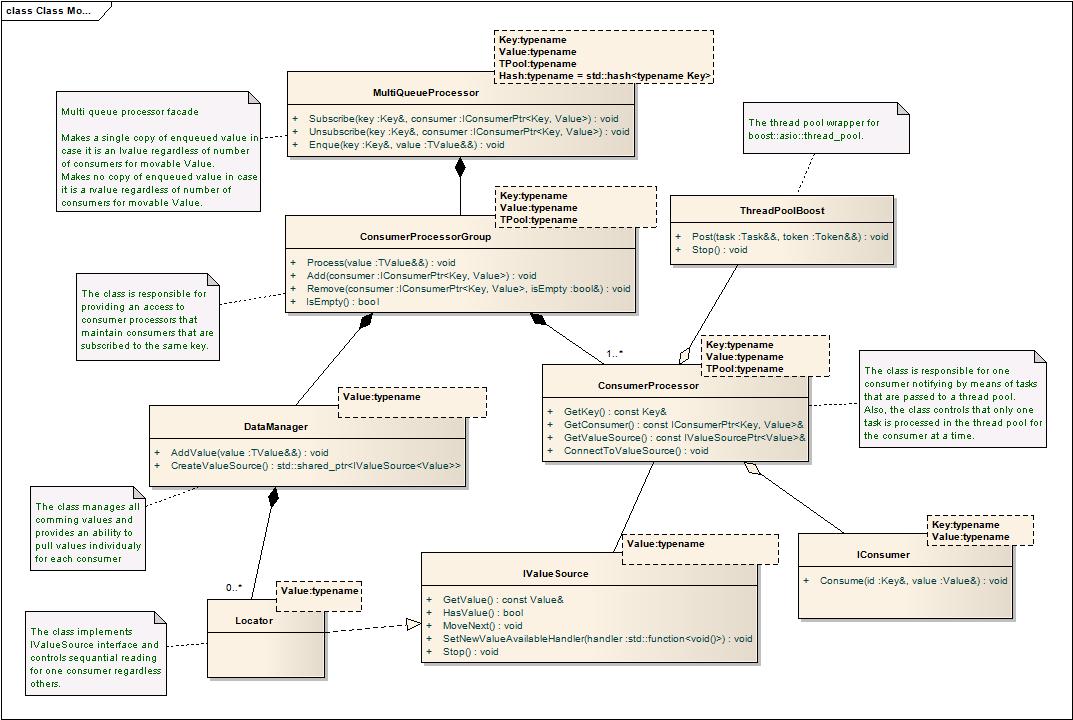 class Class Mo...
Key:typename
Value:typename
TPool:typename
Hash:typename = std::hash<typename Key>
MultiQueueProcessor
+ Subscribe(key :Key&, consumer :IConsumerPtr<Key, Value>) : void
+ Unsubscribe(key :Key&, consumer :IConsumerPtr<Key, Value>) : void
+ Enque(key :Key&, value :TValue&&) : void
Multi queue processor facade
Makes a single copy of enqueued value in
case it is an lvalue regardless of number
of consumers for movable Value.
Makes no copy of enqueued value in case
it is a rvalue regardless of number of
consumers for movable Value.
The thread pool wrapper for
boost::asio::thread_pool.
ThreadPoolBoost
+ Post(task :Task&&, token :Token&&) : void
+ Stop() : void
Key:typename
Value:typename
TPool:typename
ConsumerProcessorGroup
+ Process(value :TValue&&) : void
+ Add(consumer :IConsumerPtr<Key, Value>) : void
+ Remove(consumer :IConsumerPtr<Key, Value>, isEmpty :bool&) : void
+ IsEmpty() : bool
The class is responsible for
providing an access to
consumer processors that
maintain consumers that are
subscribed to the same key.
1..*
Key:typename
Value:typename
TPool:typename
ConsumerProcessor
+ GetKey() : const Key&
+ GetConsumer() : const IConsumerPtr<Key, Value>&
+ GetValueSource() : const IValueSourcePtr<Value>&
+ ConnectToValueSource() : void
The class is responsible for one
consumer notifying by means of tasks
that are passed to a thread pool.
Also, the class controls that only one
task is processed in the thread pool for
the consumer at a time.
Value:typename
DataManager
+ AddValue(value :TValue&&) : void
+ CreateValueSource() : std::shared_ptr<IValueSource<Value>>
The class manages all
comming values and
provides an ability to
pull values individualy
for each consumer
Key:typename
Value:typename
IConsumer
+ Consume(id :Key&, value :Value&) : void
Value:typename
IValueSource
+ GetValue() : const Value&
+ HasValue() : bool
+ MoveNext() : void
+ SetNewValueAvailableHandler(handler :std::function<void()>) : void
+ Stop() : void
0..*
Value:typename
Locator
The class implements
IValueSource interface and
controls sequantial reading
for one consumer regardless
others.